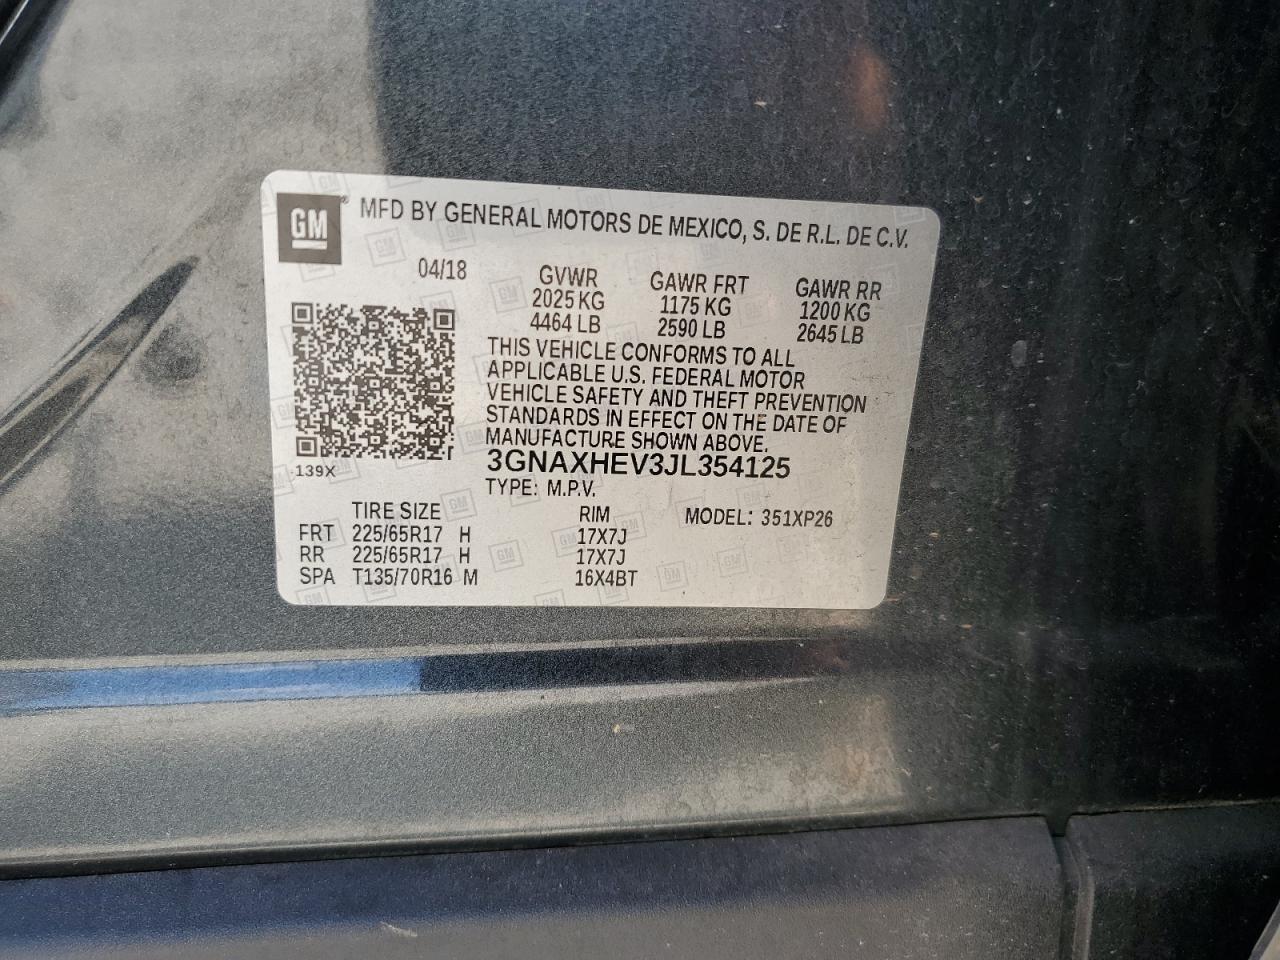 GM® MFD BY GENERAL MOTORS DE MEXICO, S. DE R.L. DE C.V.
04/18 GVWR GAWR FRT GAWR RR
2025 KG 1175 KG 1200 KG
4464 LB 2590 LB 2645 LB
THIS VEHICLE CONFORMS TO ALL
APPLICABLE U.S. FEDERAL MOTOR
VEHICLE SAFETY AND THEFT PREVENTION
STANDARDS IN EFFECT ON THE DATE OF
MANUFACTURE SHOWN ABOVE.
3GNAXHEV3JL354125
139X
TYPE: M.P.V.
TIRE SIZE RIM MODEL: 351XP26
FRT 225/65R17 H 17X7J
RR 225/65R17 H 17X7J
SPA T135/70R16 M 16X4BT